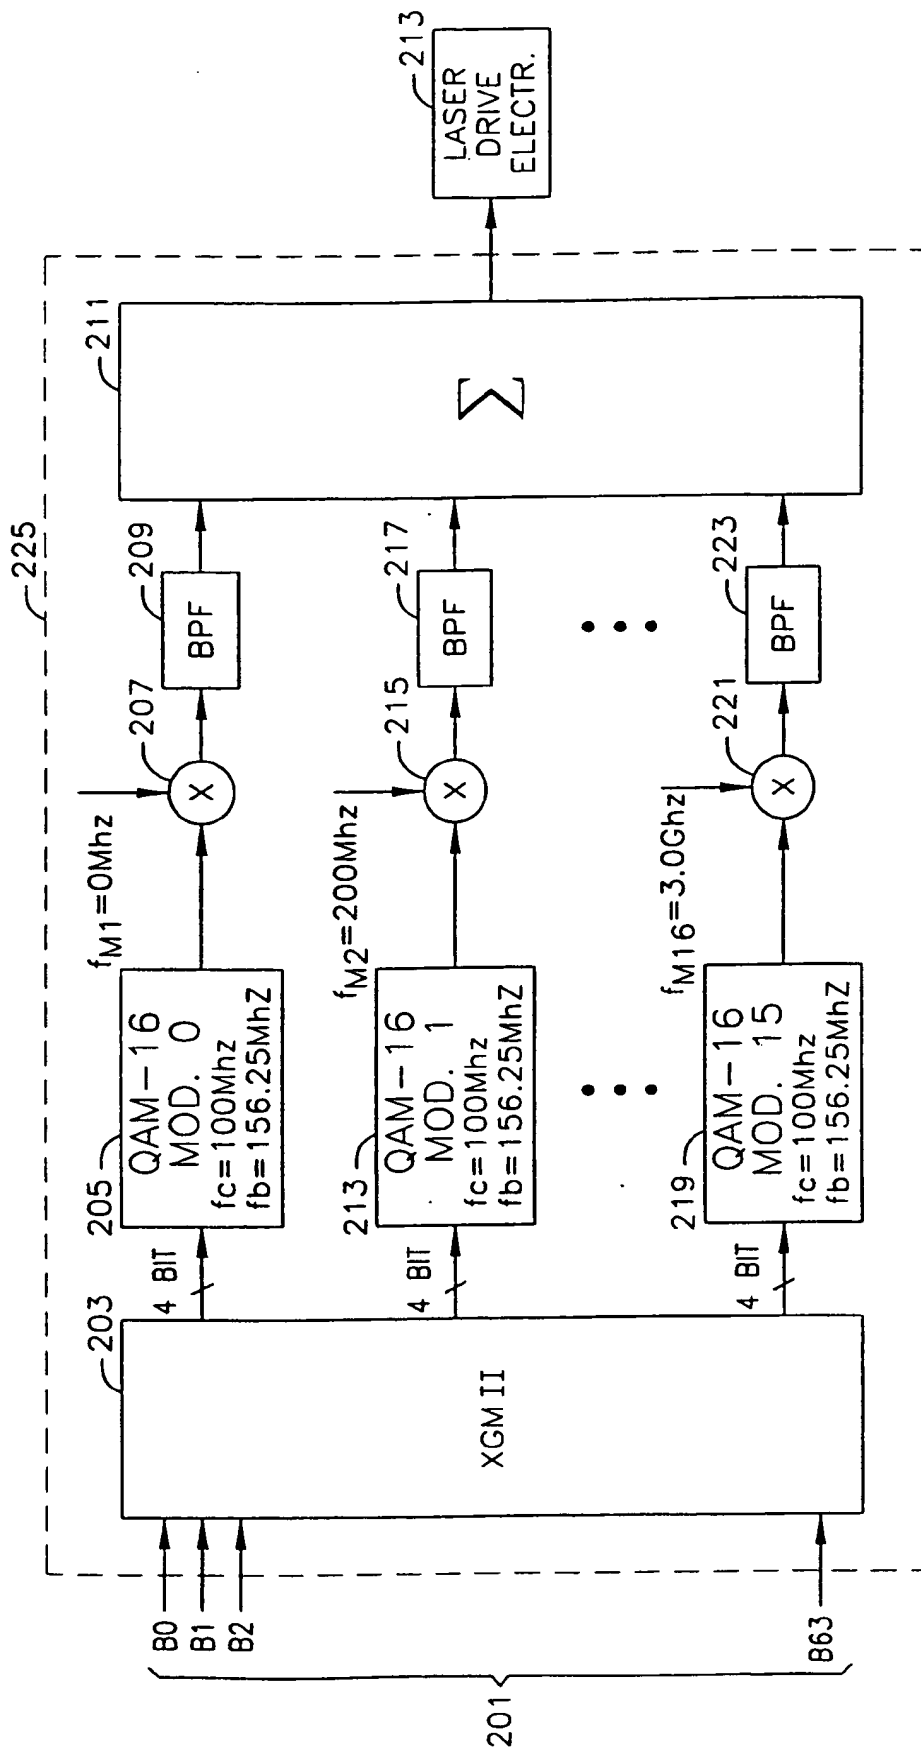 225
201
B0
B1
B2
B63
203
XGMII
4 BIT
205
QAM-16
MOD. 0
fc=100Mhz
fb=156.25MhZ
fM1=0Mhz
207
X
209
BPF
4 BIT
213
QAM-16
MOD. 1
fc=100Mhz
fb=156.25MhZ
fM2=200Mhz
215
X
217
BPF
4 BIT
219
QAM-16
MOD. 15
fc=100Mhz
fb=156.25MhZ
fM16=3.0Ghz
221
X
223
BPF
211
Σ
213
LASER
DRIVE
ELECTR.